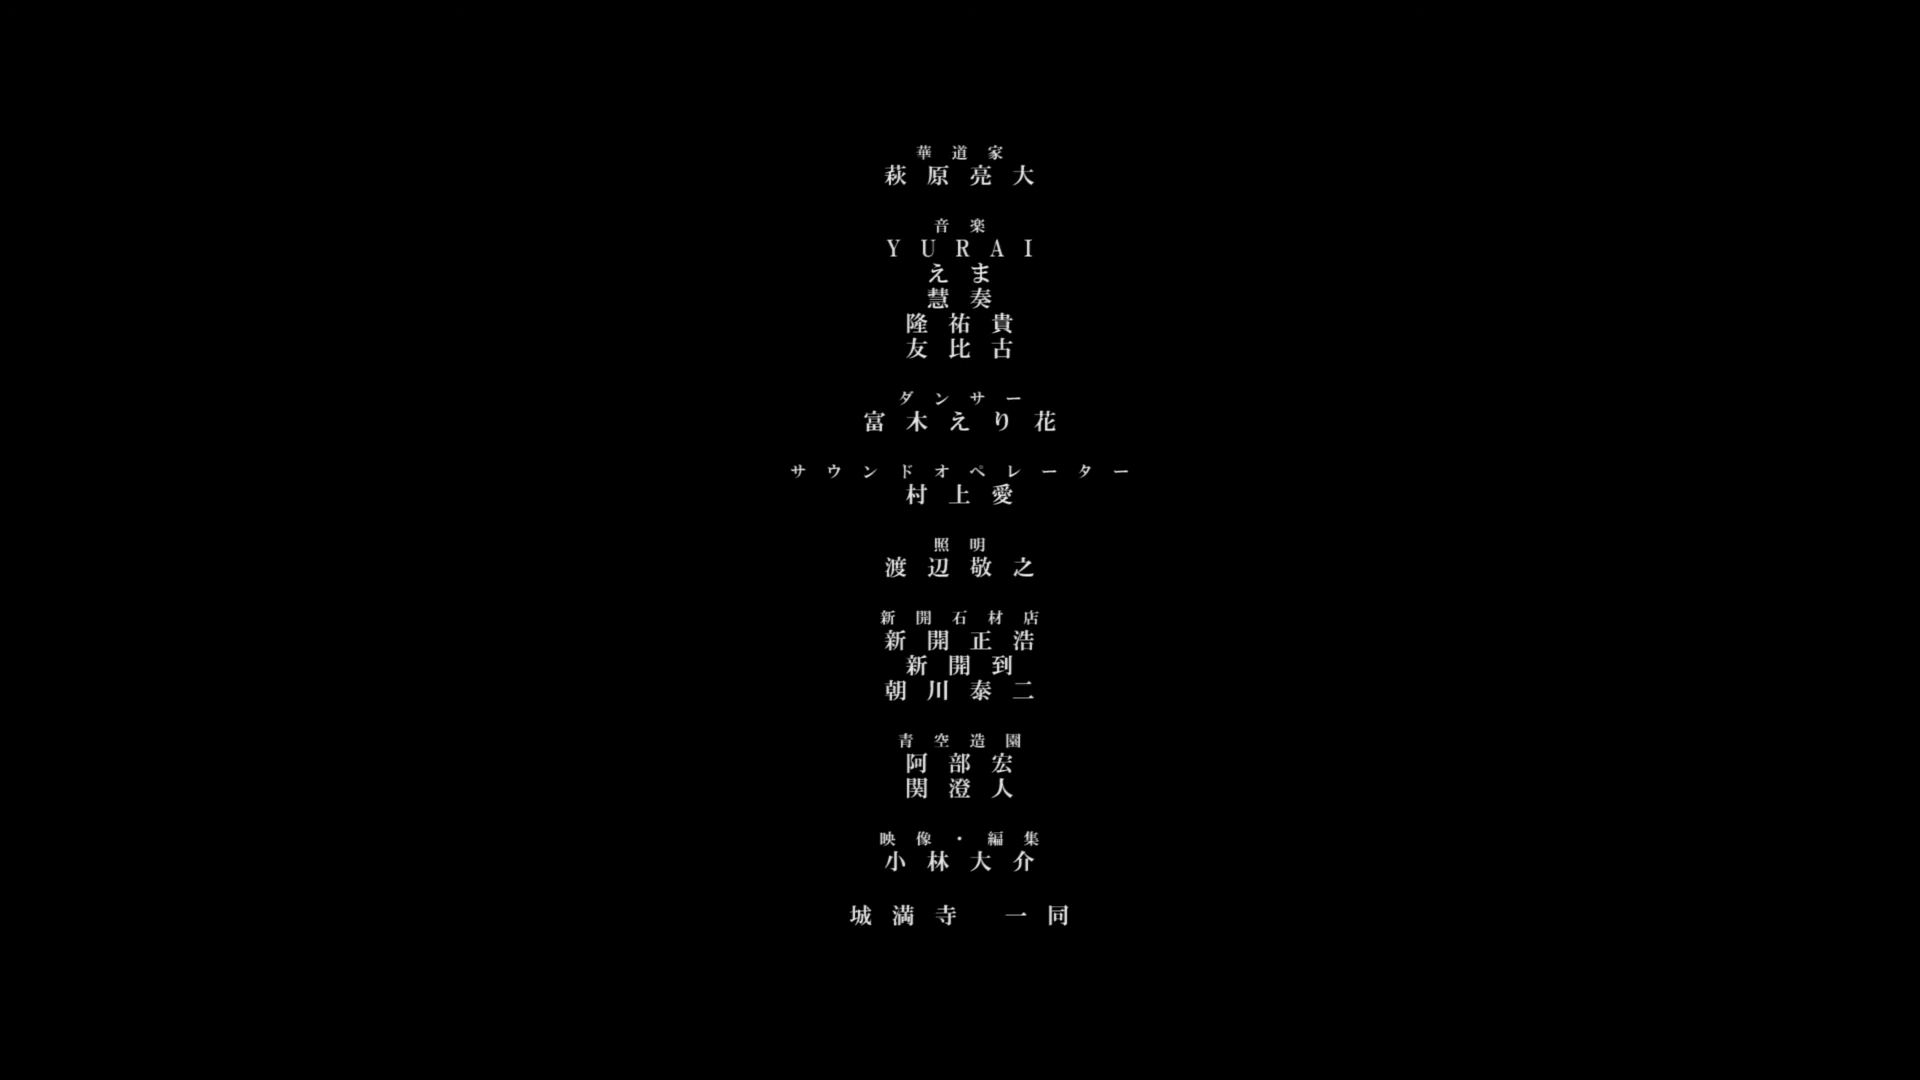 華道家
萩原亮大
音楽
YURAI
えま
慧奏
隆祐貴
友比古
ダンサー
富木えり花
サウンドオペレーター
村上愛
照明
渡辺敬之
新開石材店
新開正浩
新開到
朝川泰二
青空造園
阿部宏
関澄人
映像・編集
小林大介
城満寺 一同